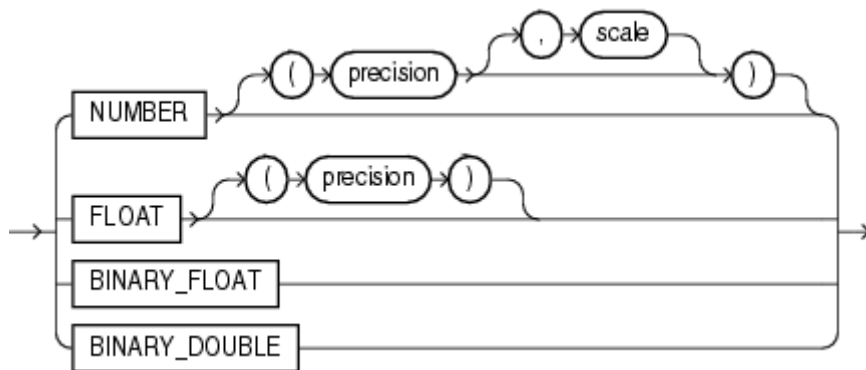 , scale
( precision )
NUMBER
( precision )
FLOAT
BINARY_FLOAT
BINARY_DOUBLE